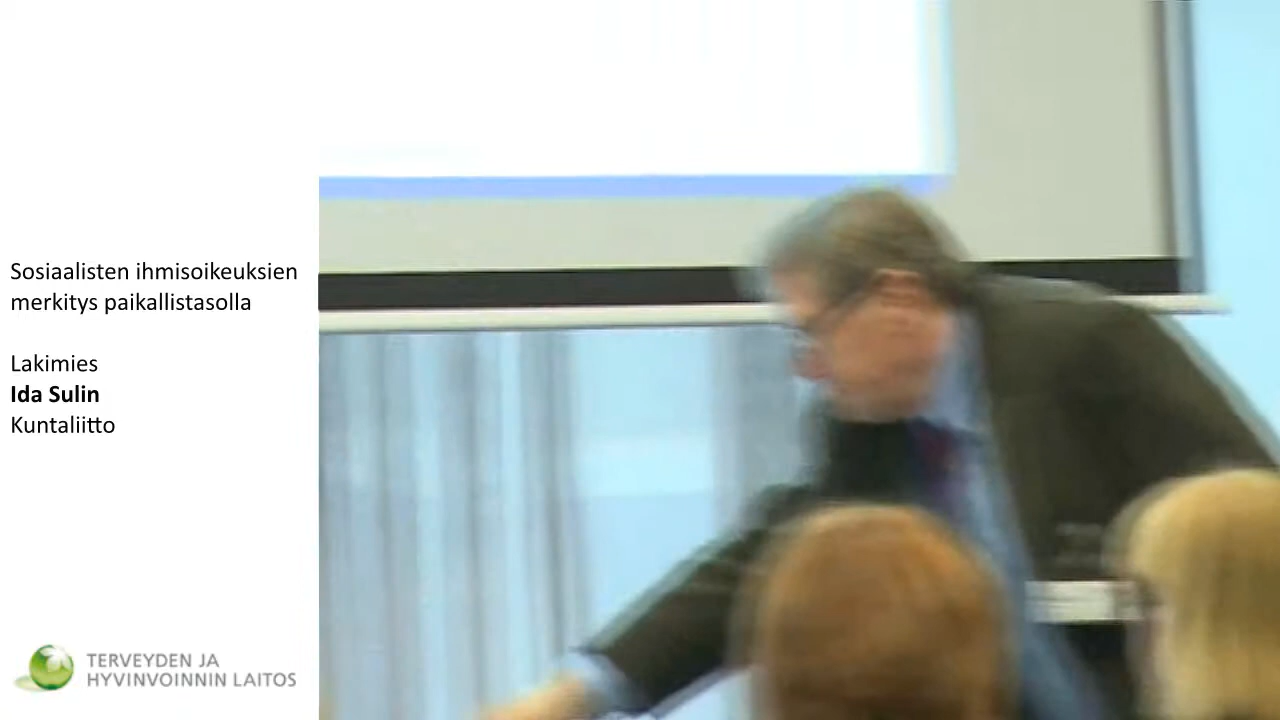 Sosiaalisten ihmisoikeuksien
merkitys paikallistasolla
Lakimies
Ida Sulin
Kuntaliitto
TERVEYDEN JA
HYVINVOINNIN LAITOS